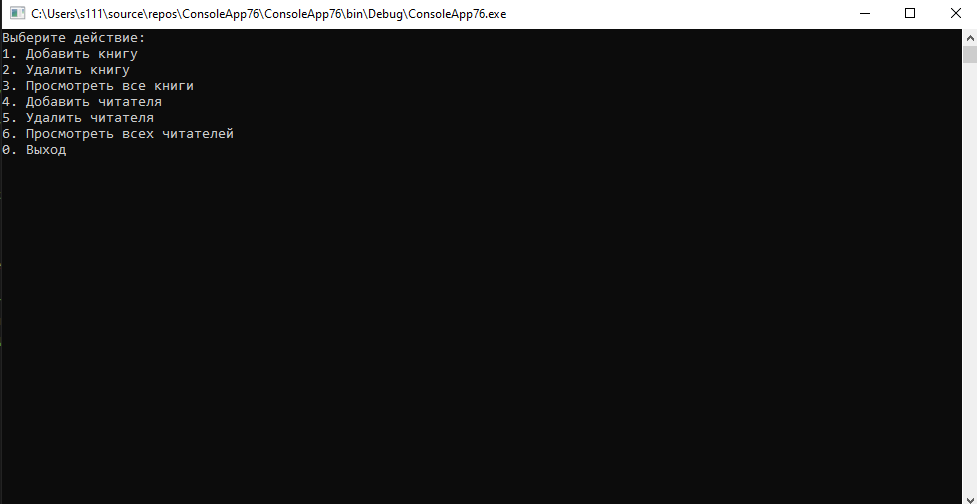 C:\Users\s111\source\repos\ConsoleApp76\ConsoleApp76\bin\Debug\ConsoleApp76.exe
Выберите действие:
1. Добавить книгу
2. Удалить книгу
3. Просмотреть все книги
4. Добавить читателя
5. Удалить читателя
6. Просмотреть всех читателей
0. Выход